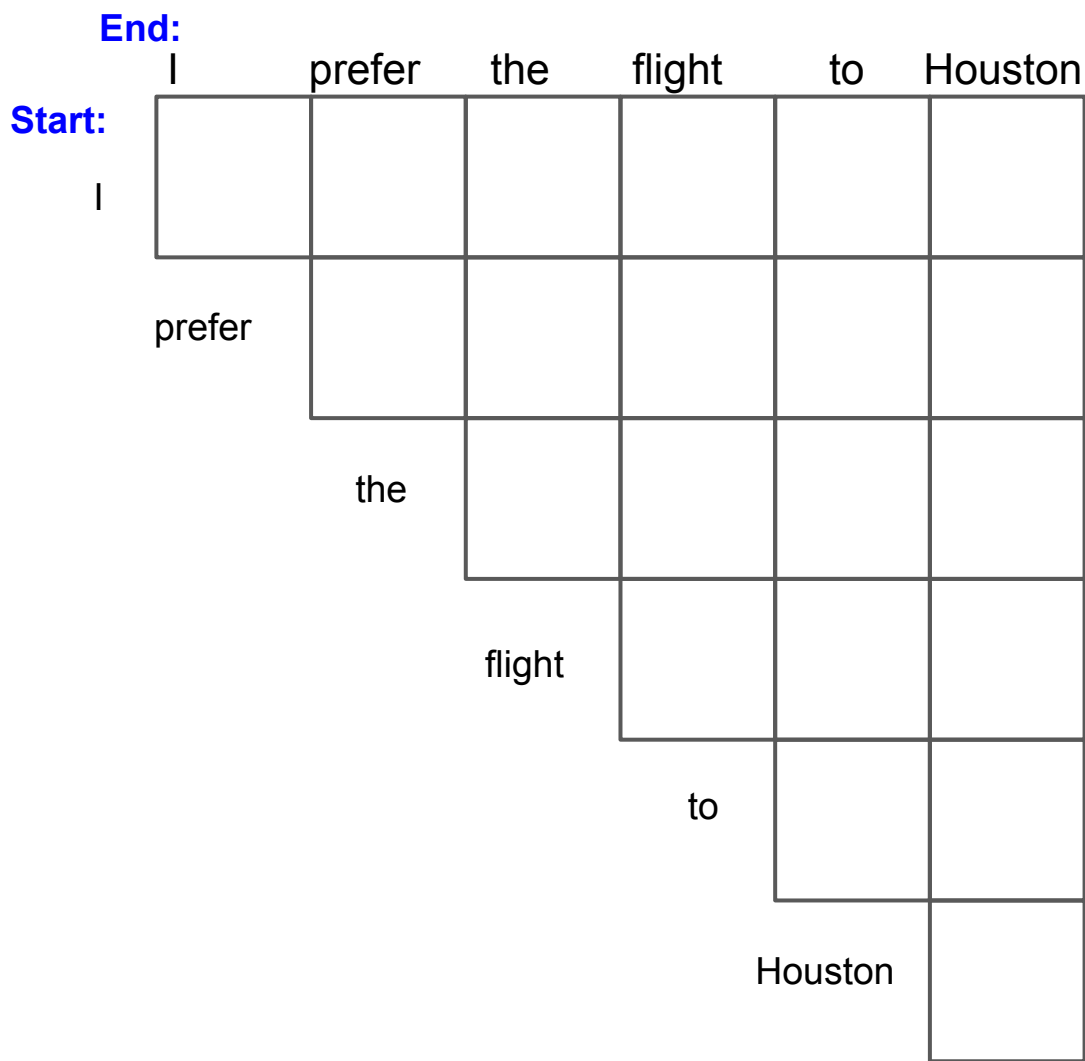 End:
I prefer the flight to Houston
Start:
I
prefer
the
flight
to
Houston